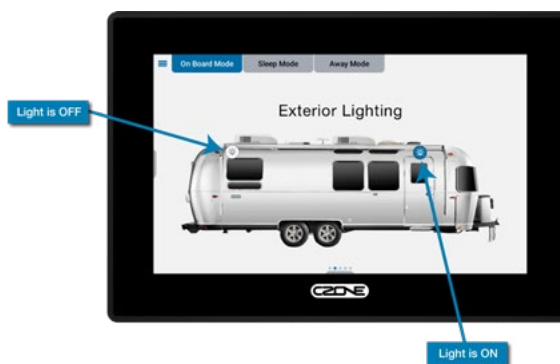 On Board Mode Sleep Mode Away Mode
Light is OFF
Exterior Lighting
CZONE
Light is ON